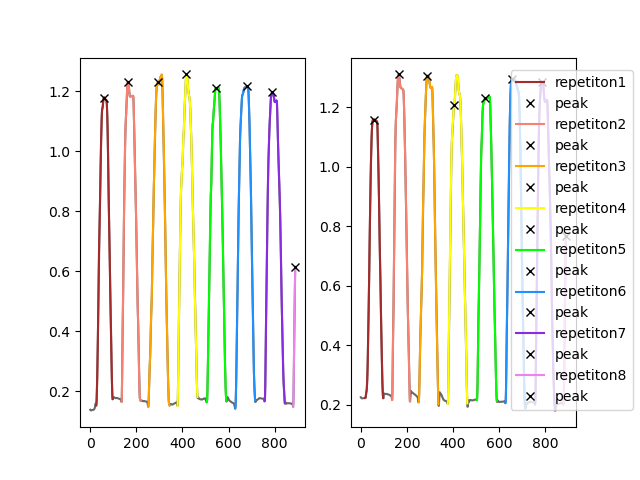 1.2
1.0
0.8
0.6
0.4
0.2
0 200 400 600 800
1.2
1.0
0.8
0.6
0.4
0.2
0 200 400 600 800
repetiton1
peak
repetiton2
peak
repetiton3
peak
repetiton4
peak
repetiton5
peak
repetiton6
peak
repetiton7
peak
repetiton8
peak